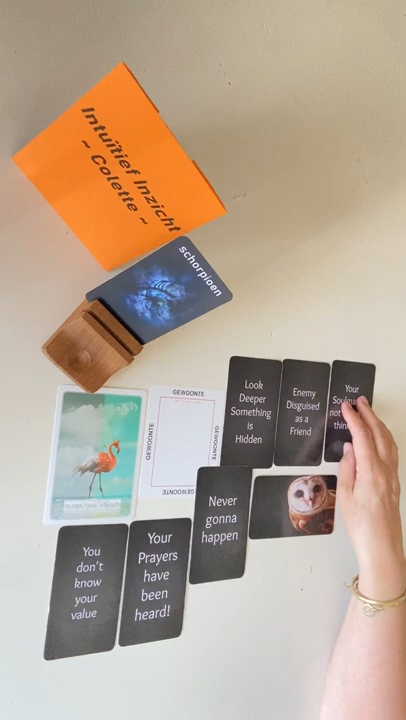 Intuïtief Inzicht
~ Colette ~
schorpioen
GEWOONTE
GEWOONTE
GEWOONTE
GEWOONTE
Look
Deeper
Something
is
Hidden
Enemy
Disguised
as a
Friend
Your
not
Never
gonna
happen
You
don't
know
your
value
Your
Prayers
have
been
heard!